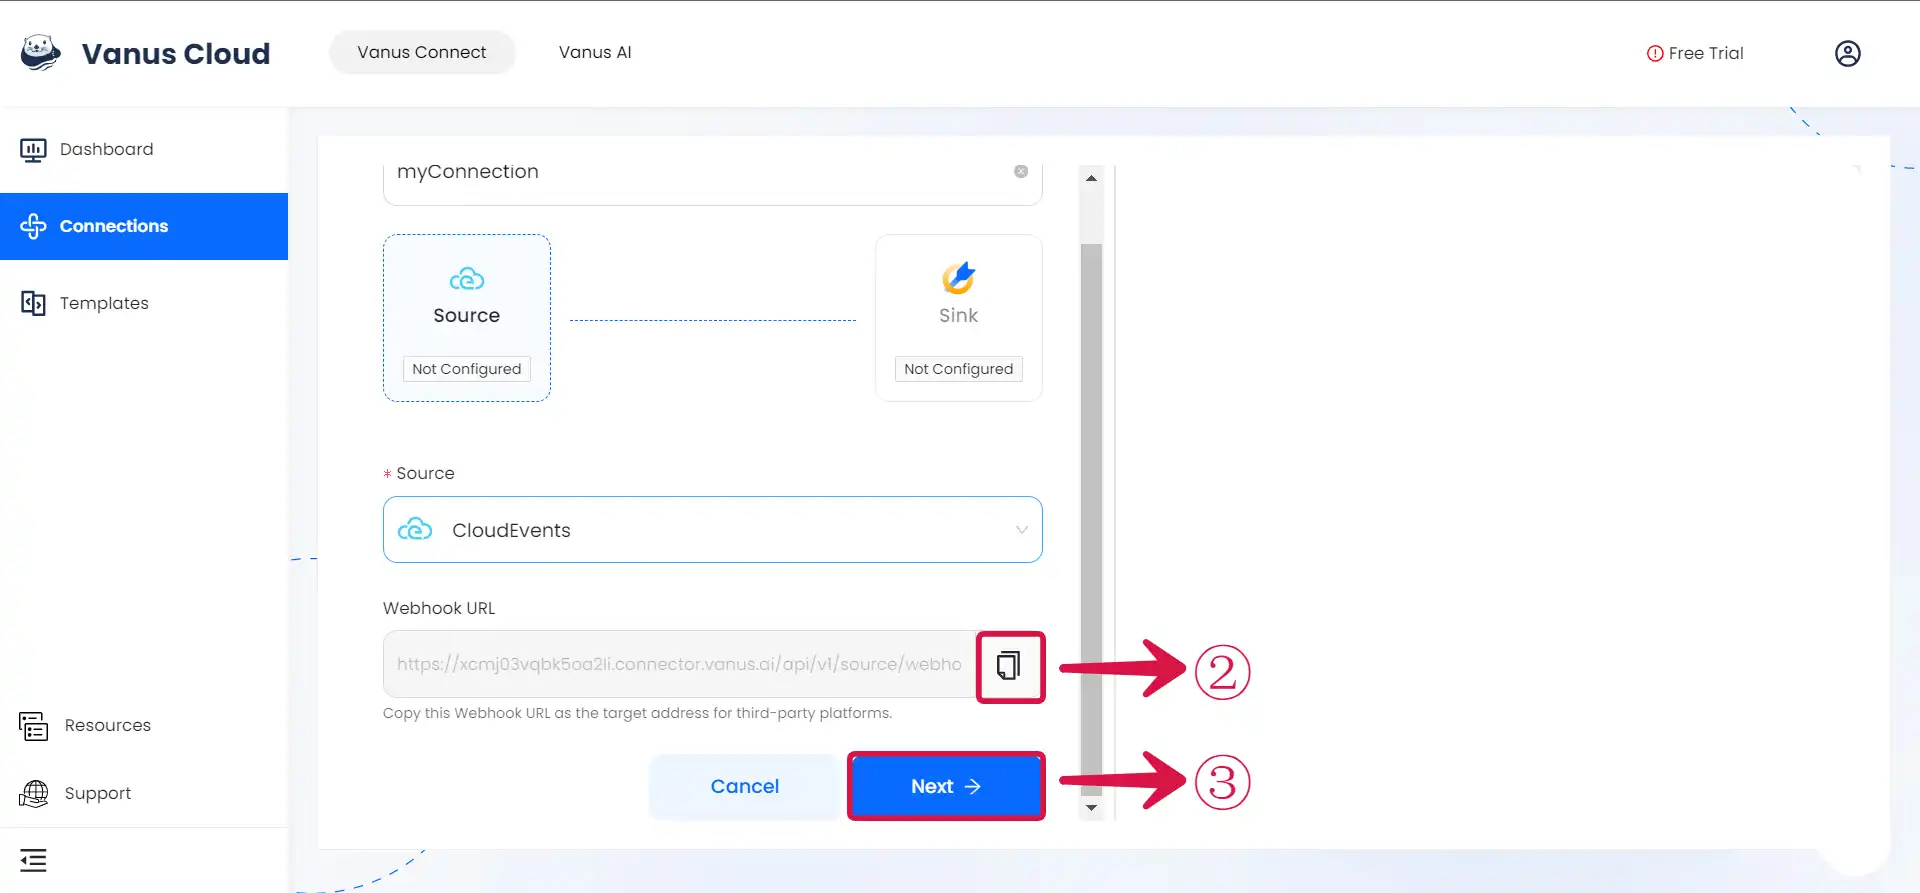 Vanus Cloud
Vanus Connect
Vanus AI
Free Trial
Dashboard
Connections
Templates
Resources
Support
myConnection
Source
Not Configured
Sink
Not Configured
* Source
CloudEvents
Webhook URL
https://xcmj03vqbk5oa2li.connector.vanus.ai/api/v1/source/webho
②
Copy this Webhook URL as the target address for third-party platforms.
Cancel
Next →
③